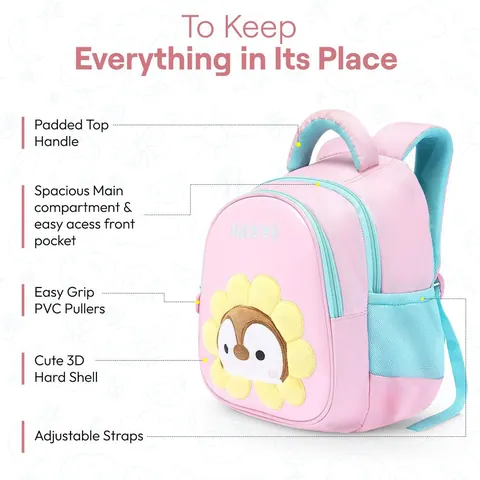 To Keep
Everything in Its Place
Padded Top
Handle
Spacious Main
compartment &
easy acess front
pocket
Easy Grip
PVC Pullers
Cute 3D
Hard Shell
Adjustable Straps